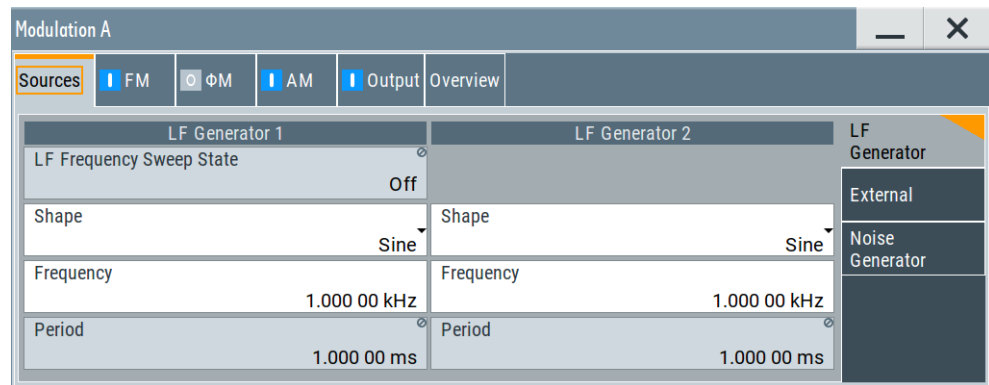 Modulation A
Sources I FM O ΦM I AM I Output Overview
LF Generator 1
LF Frequency Sweep State
Off
Shape
Sine
Frequency
1.000 00 kHz
Period
1.000 00 ms
LF Generator 2
Shape
Sine
Frequency
1.000 00 kHz
Period
1.000 00 ms
LF
Generator
External
Noise
Generator